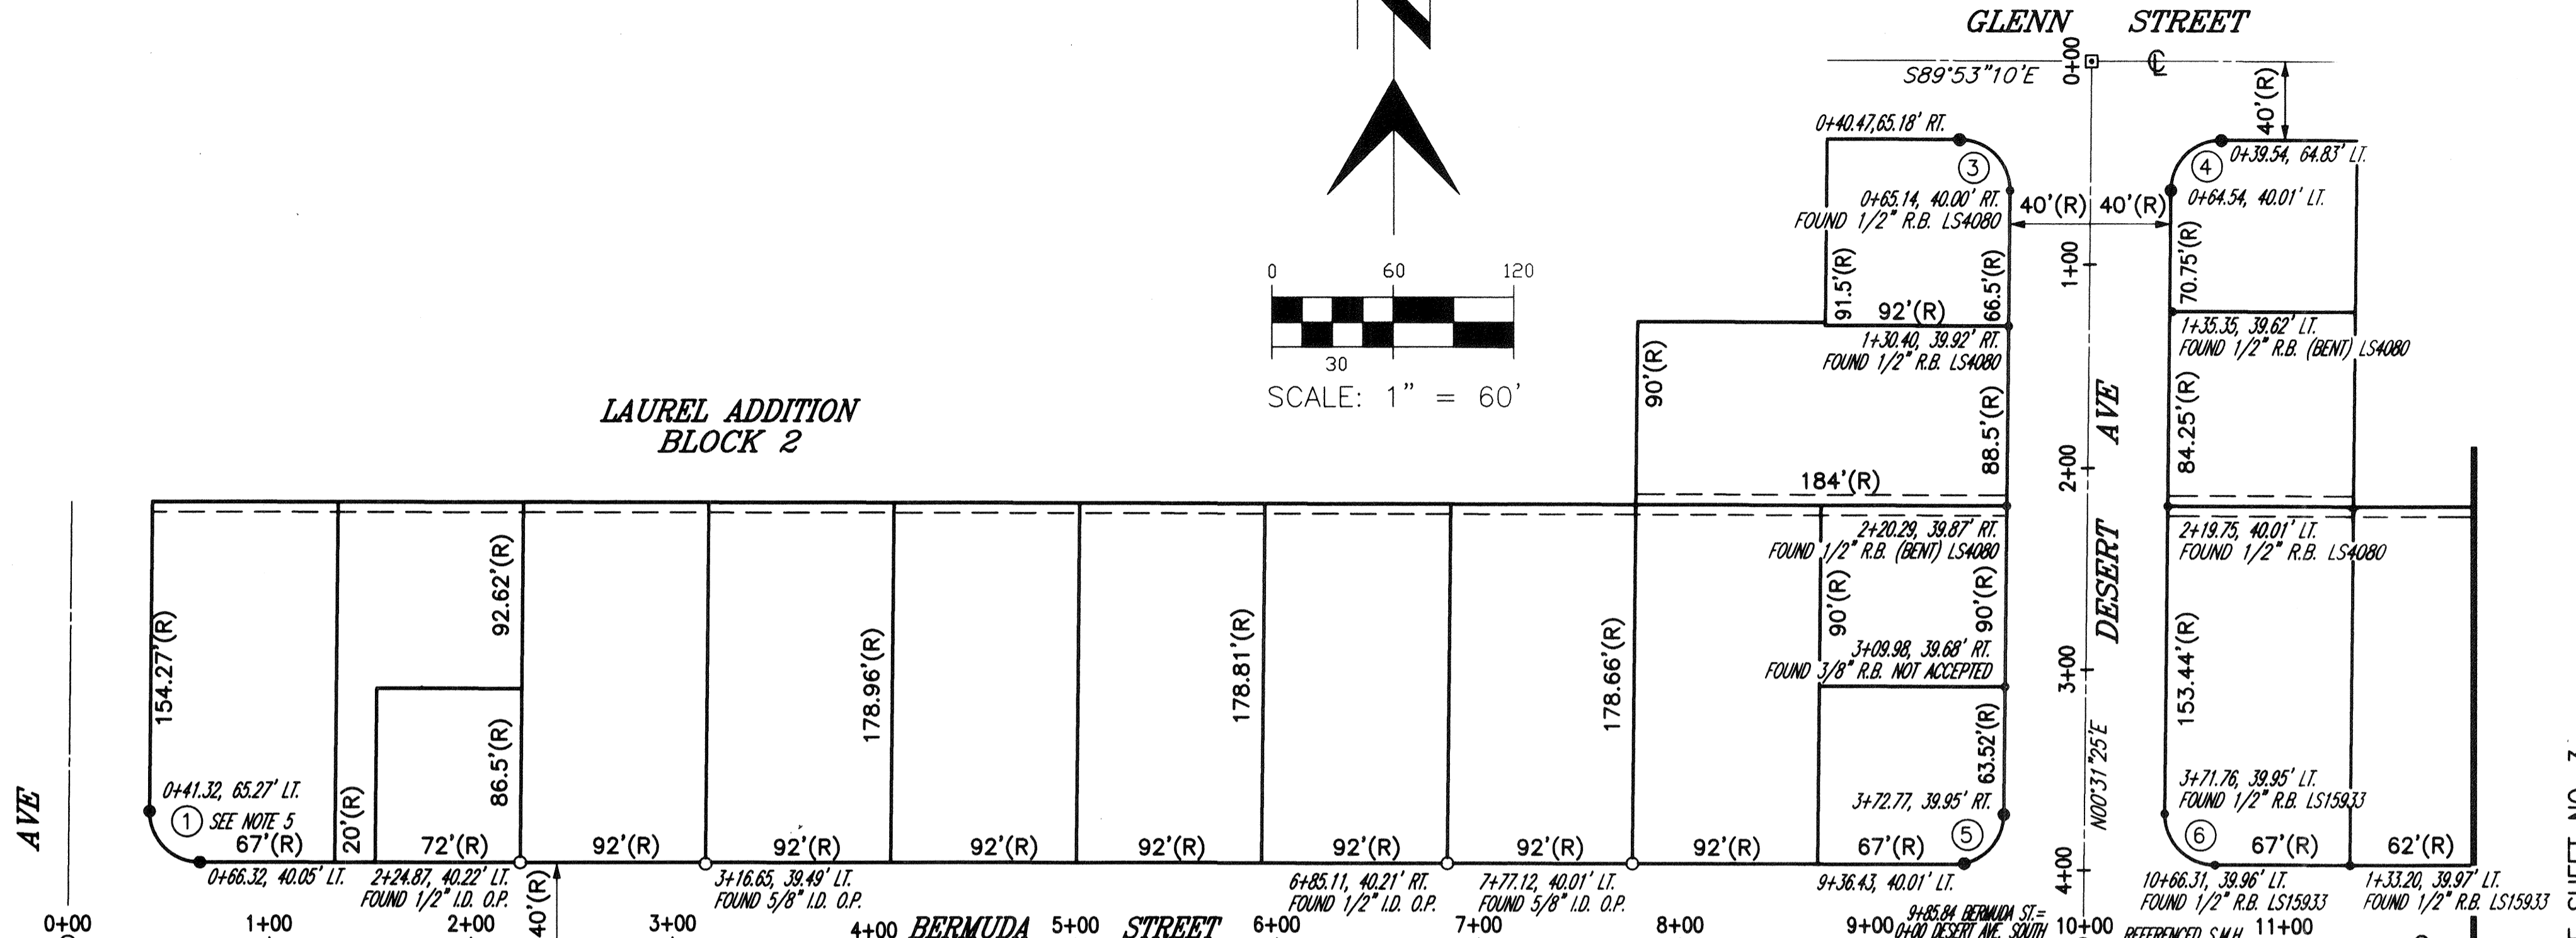 GLENN STREET
0+00
S89°53"10'E
40'(R)
0+40.47,65.18' RT.
3
4
0+39.54, 64.83' LT.
0+65.14, 40.00' RT.
FOUND 1/2" R.B. LS4080
40'(R) 40'(R)
0+64.54, 40.01' LT.
91.5'(R)
66.5'(R)
1+00
70.75'(R)
92'(R)
1+30.40, 39.92' RT.
FOUND 1/2" R.B. LS4080
1+35.35, 39.62' LT.
FOUND 1/2" R.B. (BENT) LS4080
0 60 120
30
SCALE: 1" = 60'
90'(R)
88.5'(R)
DESERT AVE
84.25'(R)
LAUREL ADDITION
BLOCK 2
2+00
184'(R)
2+20.29, 39.87' RT.
FOUND 1/2" R.B. (BENT) LS4080
2+19.75, 40.01' LT.
FOUND 1/2" R.B. LS4080
90'(R)
90'(R)
3+09.98, 39.68' RT.
FOUND 3/8" R.B. NOT ACCEPTED
3+00
154.27'(R)
92.62'(R)
178.96'(R)
178.81'(R)
178.66'(R)
153.44'(R)
86.5'(R)
63.52'(R)
N00°31"25'E
AVE
0+41.32, 65.27' LT.
1 SEE NOTE 5
3+72.77, 39.95' RT.
5
3+71.76, 39.95' LT.
FOUND 1/2" R.B. LS15933
6
67'(R)
20'(R)
72'(R)
92'(R)
92'(R)
92'(R)
92'(R)
92'(R)
92'(R)
67'(R)
67'(R)
62'(R)
4+00
0+66.32, 40.05' LT.
2+24.87, 40.22' LT.
FOUND 1/2" I.D. O.P.
40'(R)
3+16.65, 39.49' LT.
FOUND 5/8" I.D. O.P.
6+85.11, 40.21' RT.
FOUND 1/2" I.D. O.P.
7+77.12, 40.01' LT.
FOUND 5/8" I.D. O.P.
9+36.43, 40.01' LT.
10+66.31, 39.96' LT.
FOUND 1/2" R.B. LS15933
1+33.20, 39.97' LT.
FOUND 1/2" R.B. LS15933
9+85.84 BERMUDA ST.=
0+00 DESERT AVE. SOUTH
0+00 1+00 2+00 3+00 4+00 BERMUDA 5+00 STREET 6+00 7+00 8+00 9+00 10+00 11+00
REFERENCED S.M.H.
SHEET NO. 3